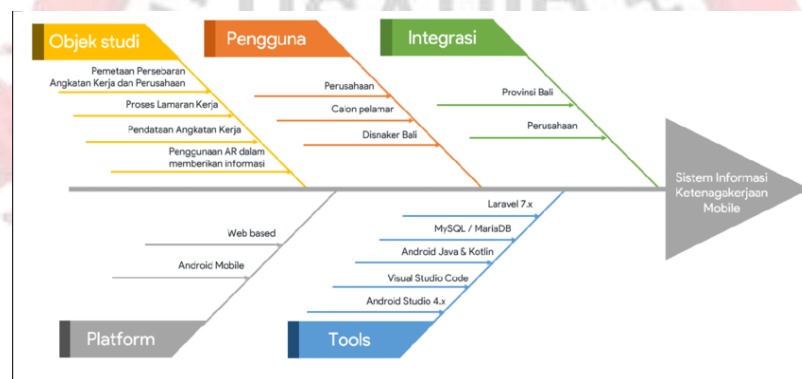 Objek studi
Pemetaan Persebaran
Angkatan Kerja dan Perusahaan
Proses Lamaran Kerja
Pendataan Angkatan Kerja
Penggunaan AR dalam
memberikan informasi
Pengguna
Perusahaan
Calon pelamar
Disnaker Bali
Integrasi
Provinsi Bali
Perusahaan
Sistem Informasi
Ketenagakerjaan
Mobile
Web based
Android Mobile
Platform
Laravel 7.x
MySQL / MariaDB
Android Java & Kotlin
Visual Studio Code
Android Studio 4.x
Tools